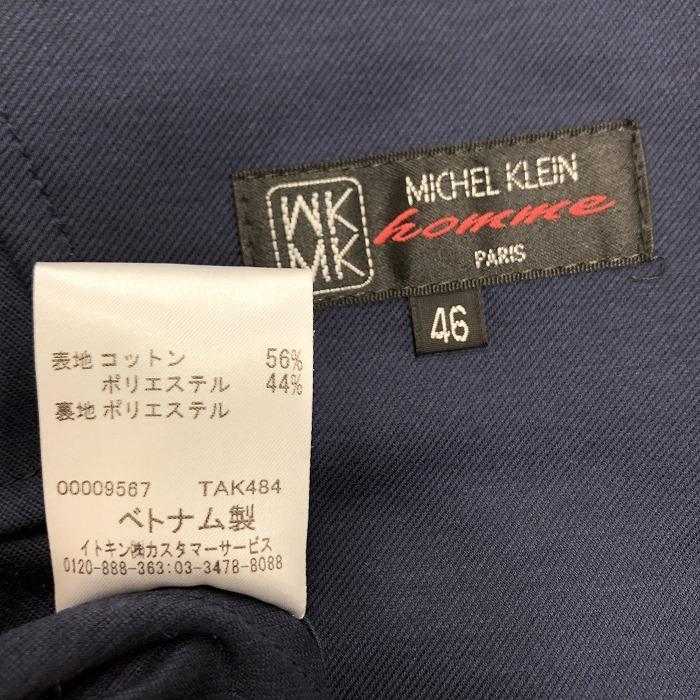 WK
MK
MICHEL KLEIN
homme
PARIS
46
表地 コットン 56%
ポリエステル 44%
裏地 ポリエステル
00009567 TAK484
ベトナム製
イトキン㈱カスタマーサービス
0120-888-363:03-3478-8088